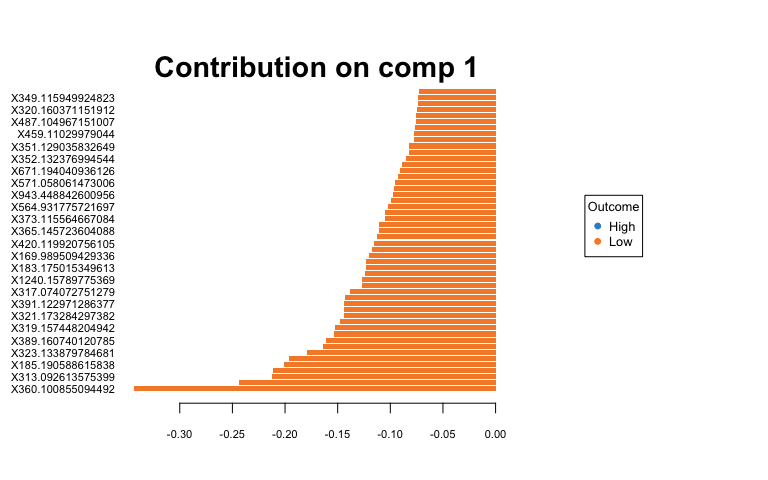 Contribution on comp 1
X349.115949924823
X320.160371151912
X487.104967151007
X459.11029979044
X351.129035832649
X352.132376994544
X671.194040936126
X571.058061473006
X943.448842600956
X564.931775721697
X373.115564667084
X365.145723604088
X420.119920756105
X169.989509429336
X183.175015349613
X1240.15789775369
X317.074072751279
X391.122971286377
X321.173284297382
X319.157448204942
X389.160740120785
X323.133879784681
X185.190588615838
X313.092613575399
X360.100855094492
-0.30 -0.25 -0.20 -0.15 -0.10 -0.05 0.00
Outcome
High
Low